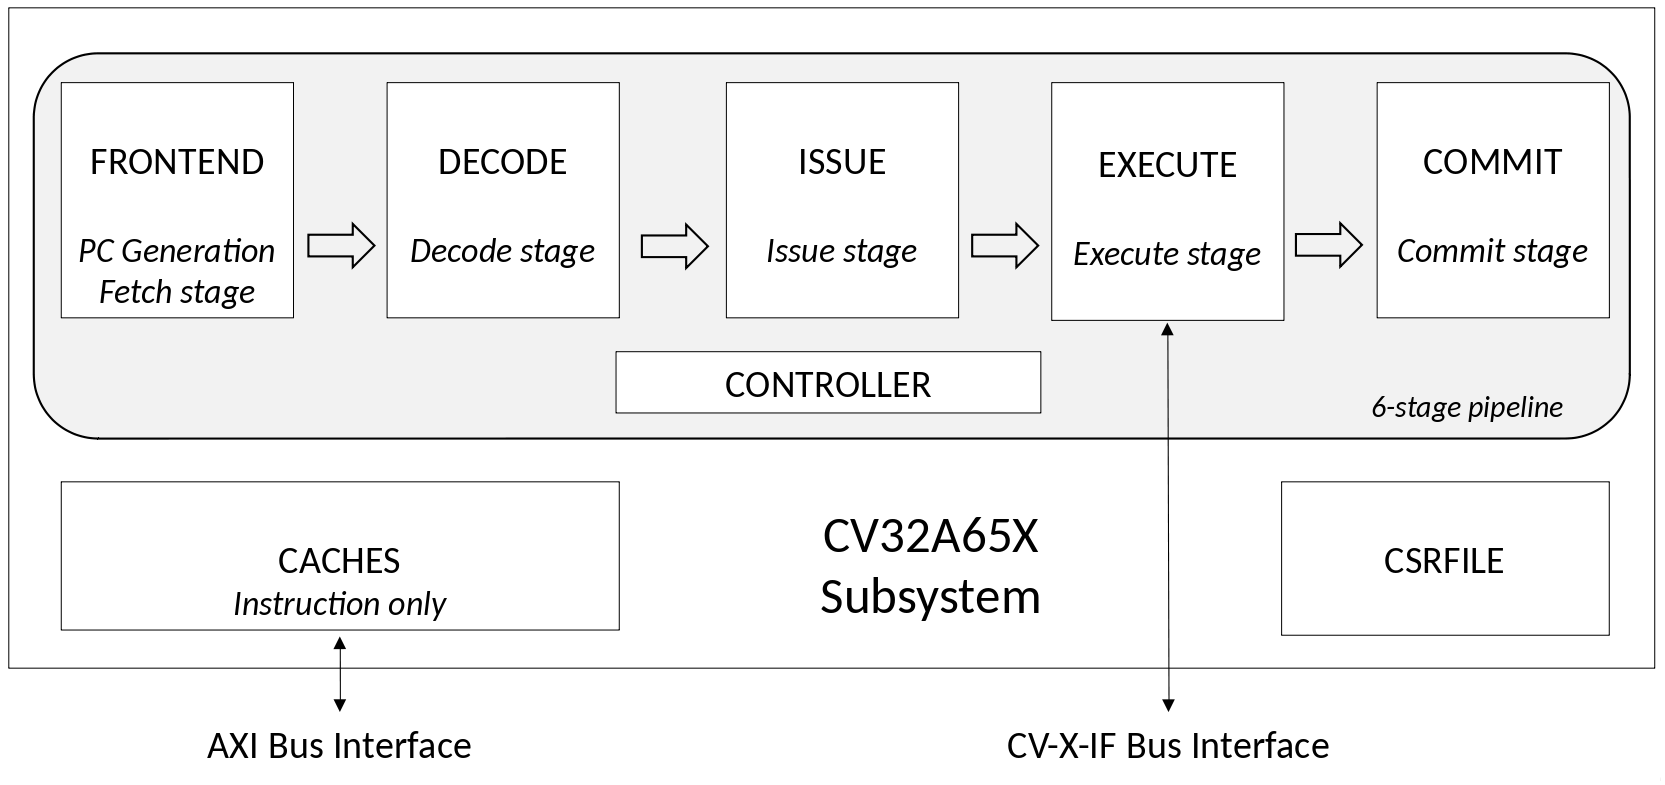 FRONTEND
PC Generation
Fetch stage
DECODE
Decode stage
ISSUE
Issue stage
EXECUTE
Execute stage
COMMIT
Commit stage
CONTROLLER
6-stage pipeline
CACHES
Instruction only
CV32A65X
Subsystem
CSRFILE
AXI Bus Interface
CV-X-IF Bus Interface